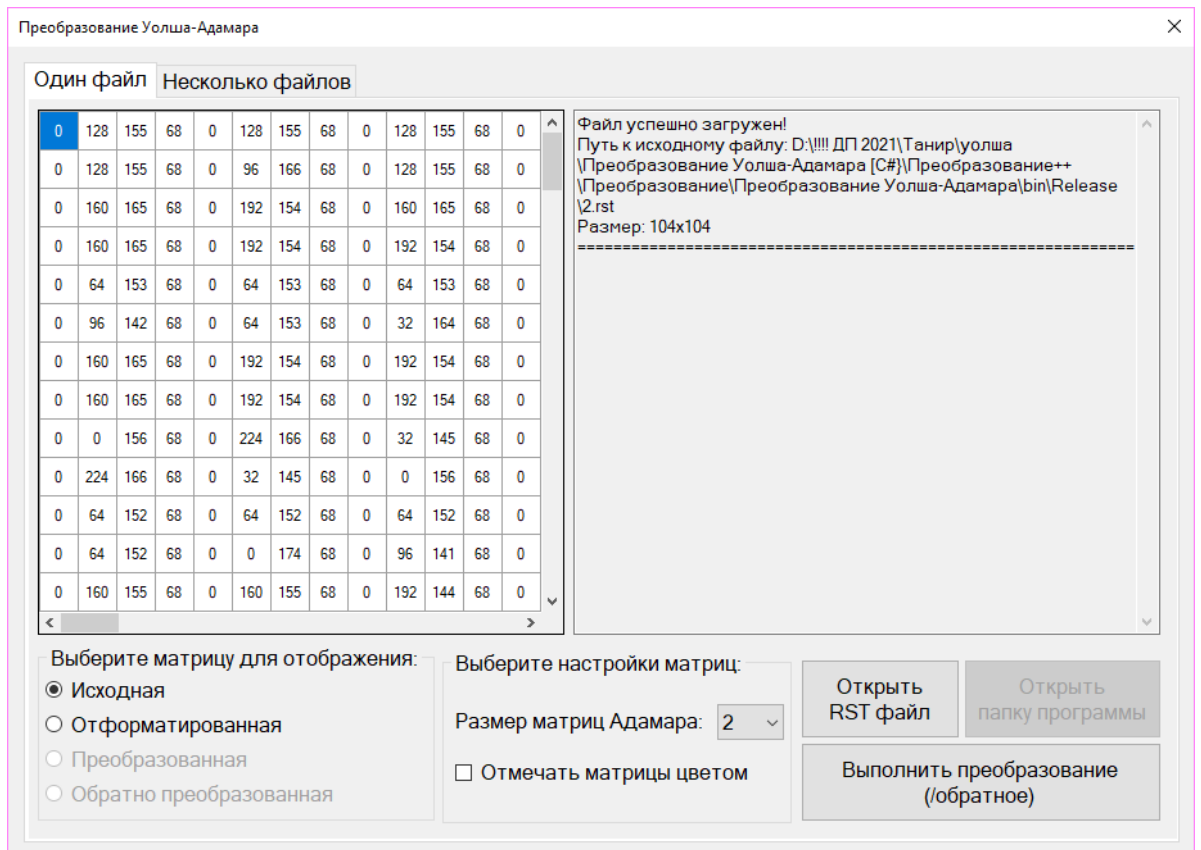 Преобразование Уолша-Адамара
Один файл Несколько файлов
0 128 155 68 0 128 155 68 0 128 155 68 0
0 128 155 68 0 96 166 68 0 128 155 68 0
0 160 165 68 0 192 154 68 0 160 165 68 0
0 160 165 68 0 192 154 68 0 192 154 68 0
0 64 153 68 0 64 153 68 0 64 153 68 0
0 96 142 68 0 64 153 68 0 32 164 68 0
0 160 165 68 0 192 154 68 0 192 154 68 0
0 160 165 68 0 192 154 68 0 192 154 68 0
0 0 156 68 0 224 166 68 0 32 145 68 0
0 224 166 68 0 32 145 68 0 0 156 68 0
0 64 152 68 0 64 152 68 0 64 152 68 0
0 64 152 68 0 0 174 68 0 96 141 68 0
0 160 155 68 0 160 155 68 0 192 144 68 0
Файл успешно загружен!
Путь к исходному файлу: D:\!!!! ДП 2021\Танир\уолша
\Преобразование Уолша-Адамара [C#}\Преобразование++
\Преобразование\Преобразование Уолша-Адамара\bin\Release
\2.rst
Размер: 104x104
==============================================================
Выберите матрицу для отображения:
Исходная
Отформатированная
Преобразованная
Обратно преобразованная
Выберите настройки матриц:
Размер матриц Адамара: 2
Отмечать матрицы цветом
Открыть
RST файл
Открыть
папку программы
Выполнить преобразование
(/обратное)